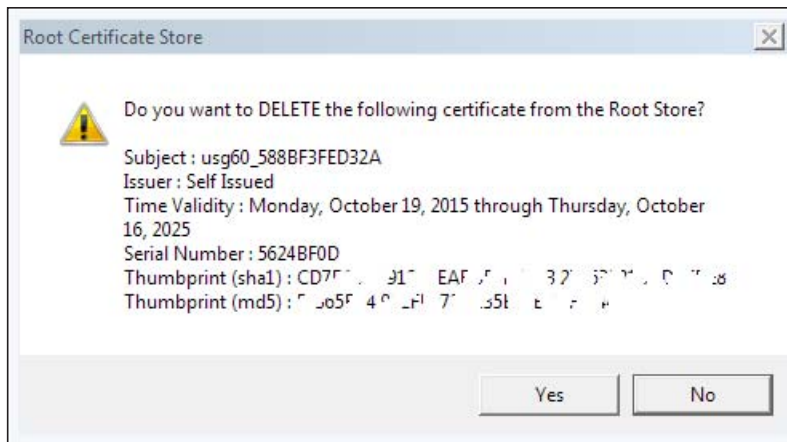 Root Certificate Store
Do you want to DELETE the following certificate from the Root Store?
Subject : usg60_588BF3FED32A
Issuer : Self Issued
Time Validity : Monday, October 19, 2015 through Thursday, October
16, 2025
Serial Number : 5624BF0D
Thumbprint (sha1) :
Thumbprint (md5) :
Yes
No